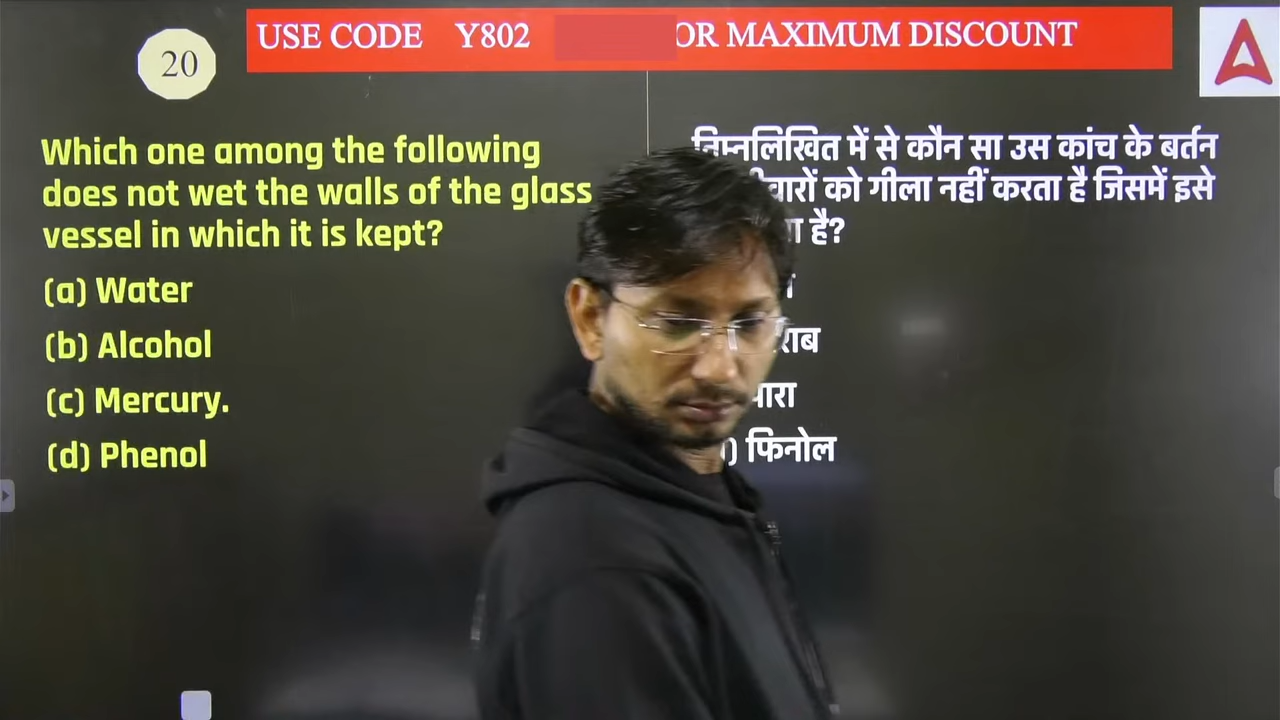 20
USE CODE Y802 OR MAXIMUM DISCOUNT
Which one among the following
does not wet the walls of the glass
vessel in which it is kept?
(a) Water
(b) Alcohol
(c) Mercury.
(d) Phenol
निम्नलिखित में से कौन सा उस कांच के बर्तन
को गीला नहीं करता है जिसमें इसे
है?
फिनोल